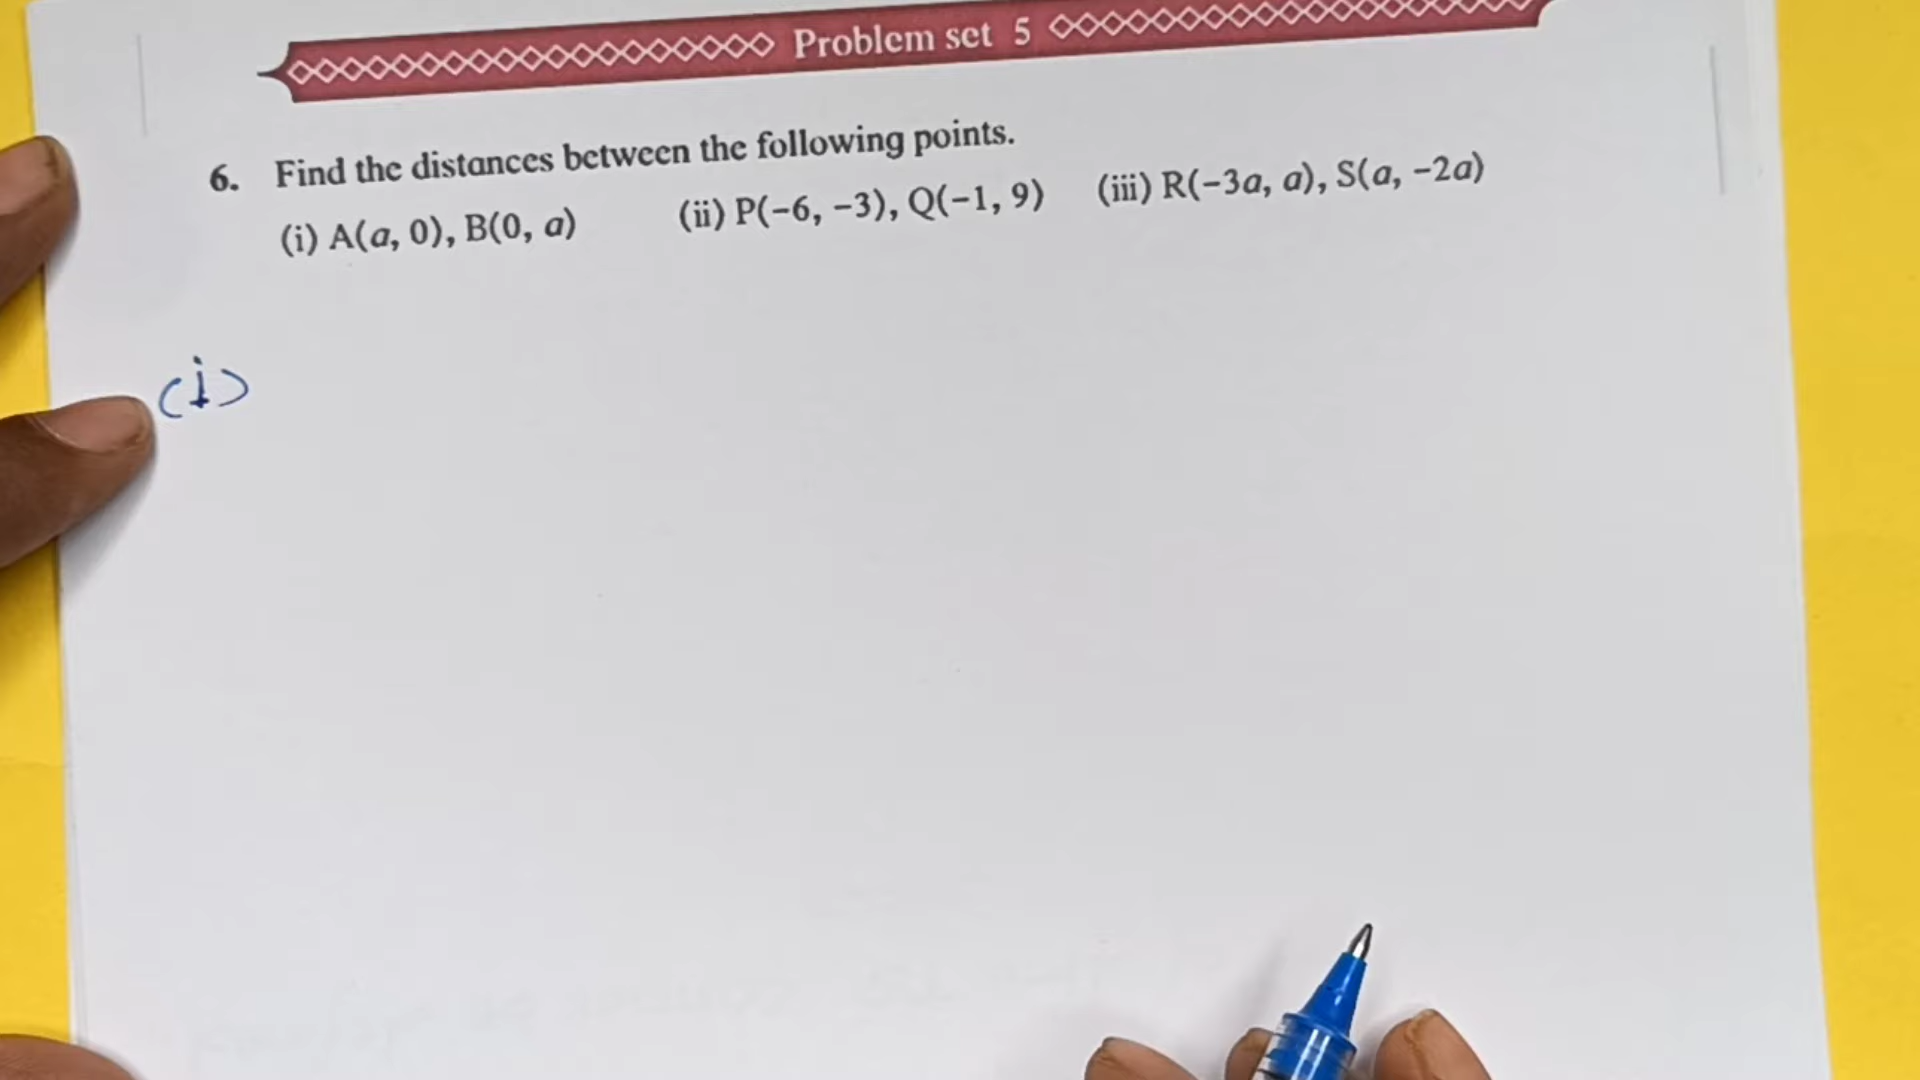 Problem set 5
6. Find the distances between the following points.
(i) A(a, 0), B(0, a) (ii) P(-6, -3), Q(-1, 9) (iii) R(-3a, a), S(a, -2a)
(i)